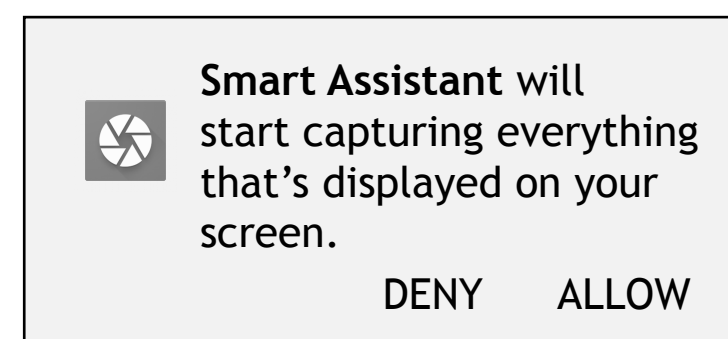 Smart Assistant will
start capturing everything
that’s displayed on your
screen.
DENY ALLOW